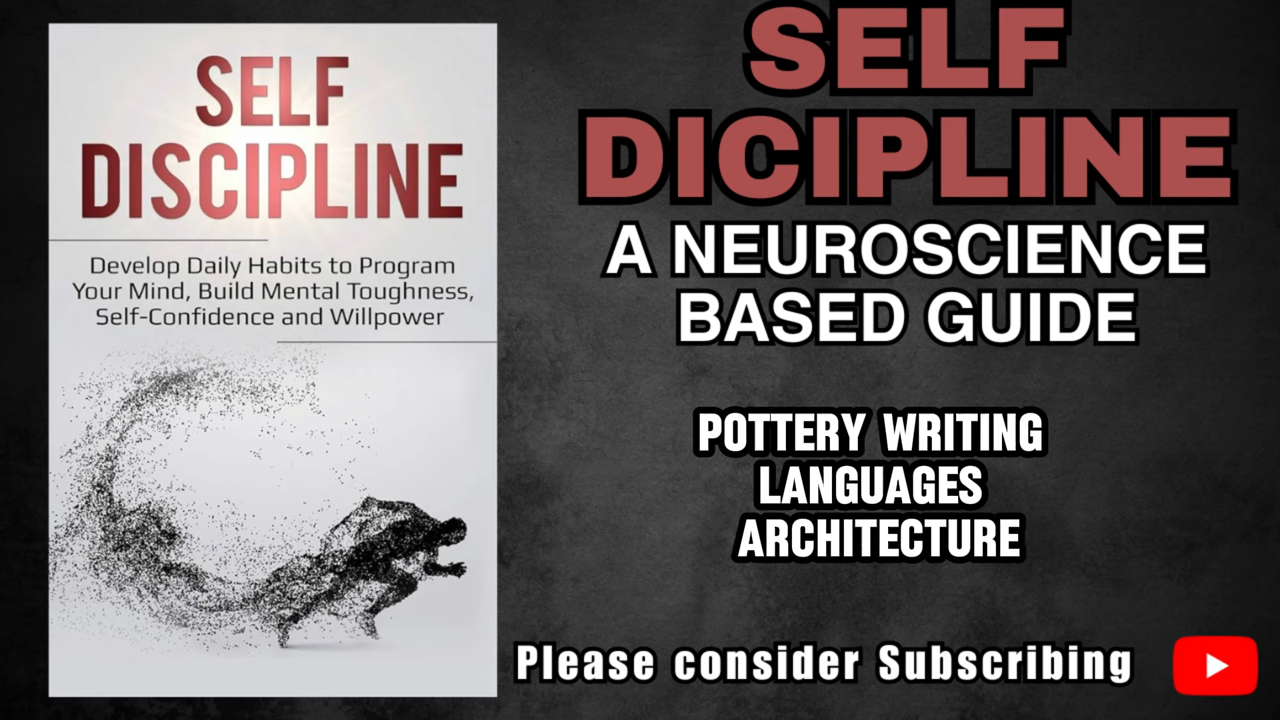 SELF
DISCIPLINE
Develop Daily Habits to Program
Your Mind, Build Mental Toughness,
Self-Confidence and Willpower
SELF
DICIPLINE
A NEUROSCIENCE
BASED GUIDE
POTTERY WRITING
LANGUAGES
ARCHITECTURE
Please consider Subscribing